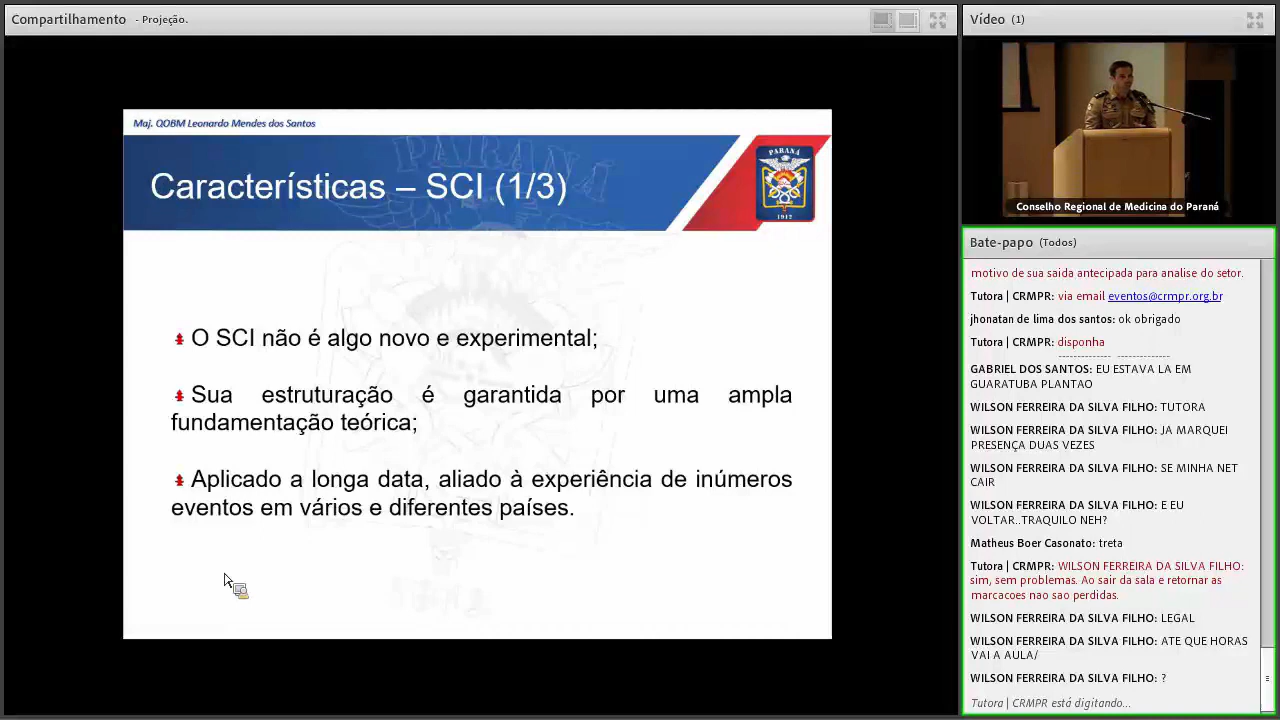 Compartilhamento - Projeção.
Maj. QOBM Leonardo Mendes dos Santos
Características – SCI (1/3)
PARANÁ
1912
O SCI não é algo novo e experimental;
Sua estruturação é garantida por uma ampla
fundamentação teórica;
Aplicado a longa data, aliado à experiência de inúmeros
eventos em vários e diferentes países.
Vídeo (1)
Conselho Regional de Medicina do Paraná
Bate-papo (Todos)
motivo de sua saida antecipada para analise do setor.
Tutora | CRMPR: via email eventos@crmpr.org.br
jhonatan de lima dos santos: ok obrigado
Tutora | CRMPR: disponha
------------- -------------
GABRIEL DOS SANTOS: EU ESTAVA LA EM
GUARATUBA PLANTAO
WILSON FERREIRA DA SILVA FILHO: TUTORA
WILSON FERREIRA DA SILVA FILHO: JA MARQUEI
PRESENÇA DUAS VEZES
WILSON FERREIRA DA SILVA FILHO: SE MINHA NET
CAIR
WILSON FERREIRA DA SILVA FILHO: E EU
VOLTAR..TRAQUILO NEH?
Matheus Boer Casonato: treta
Tutora | CRMPR: WILSON FERREIRA DA SILVA FILHO:
sim, sem problemas. Ao sair da sala e retornar as
marcacoes nao sao perdidas.
WILSON FERREIRA DA SILVA FILHO: LEGAL
WILSON FERREIRA DA SILVA FILHO: ATE QUE HORAS
VAI A AULA/
WILSON FERREIRA DA SILVA FILHO: ?
Tutora | CRMPR está digitando...